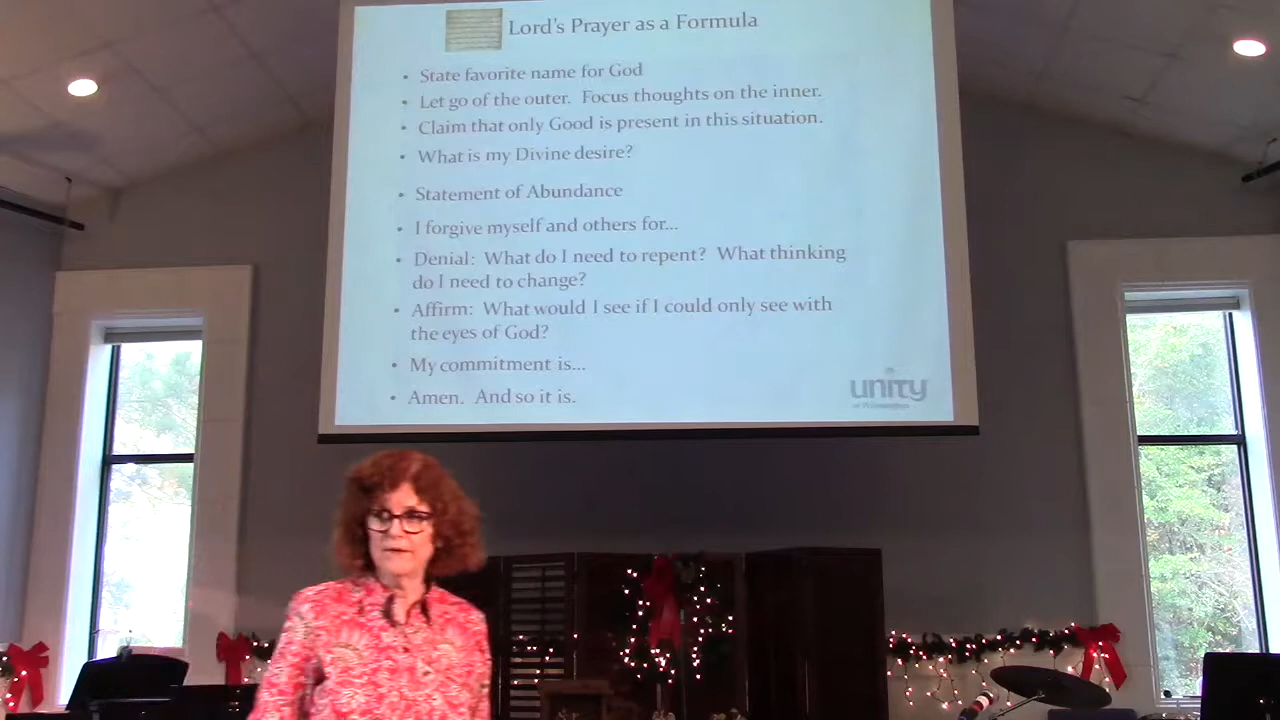 Lord's Prayer as a Formula
• State favorite name for God
• Let go of the outer.  Focus thoughts on the inner.
• Claim that only Good is present in this situation.
• What is my Divine desire?
• Statement of Abundance
• I forgive myself and others for...
• Denial:  What do I need to repent?  What thinking
do I need to change?
• Affirm:  What would I see if I could only see with
the eyes of God?
• My commitment is...
• Amen.  And so it is.
unity